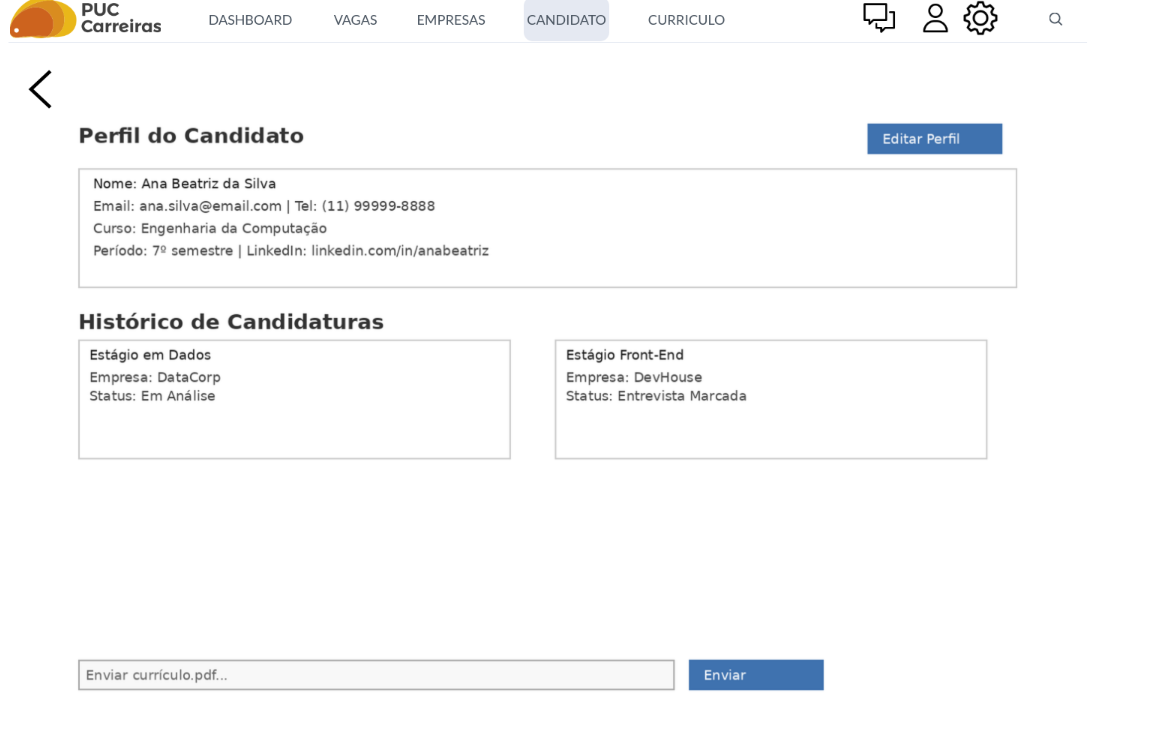 PUC
Carreiras
DASHBOARD VAGAS EMPRESAS CANDIDATO CURRICULO
Perfil do Candidato
Editar Perfil
Nome: Ana Beatriz da Silva
Email: ana.silva@email.com | Tel: (11) 99999-8888
Curso: Engenharia da Computação
Período: 7º semestre | LinkedIn: linkedin.com/in/anabeatriz
Histórico de Candidaturas
Estágio em Dados
Empresa: DataCorp
Status: Em Análise
Estágio Front-End
Empresa: DevHouse
Status: Entrevista Marcada
Enviar currículo.pdf...
Enviar